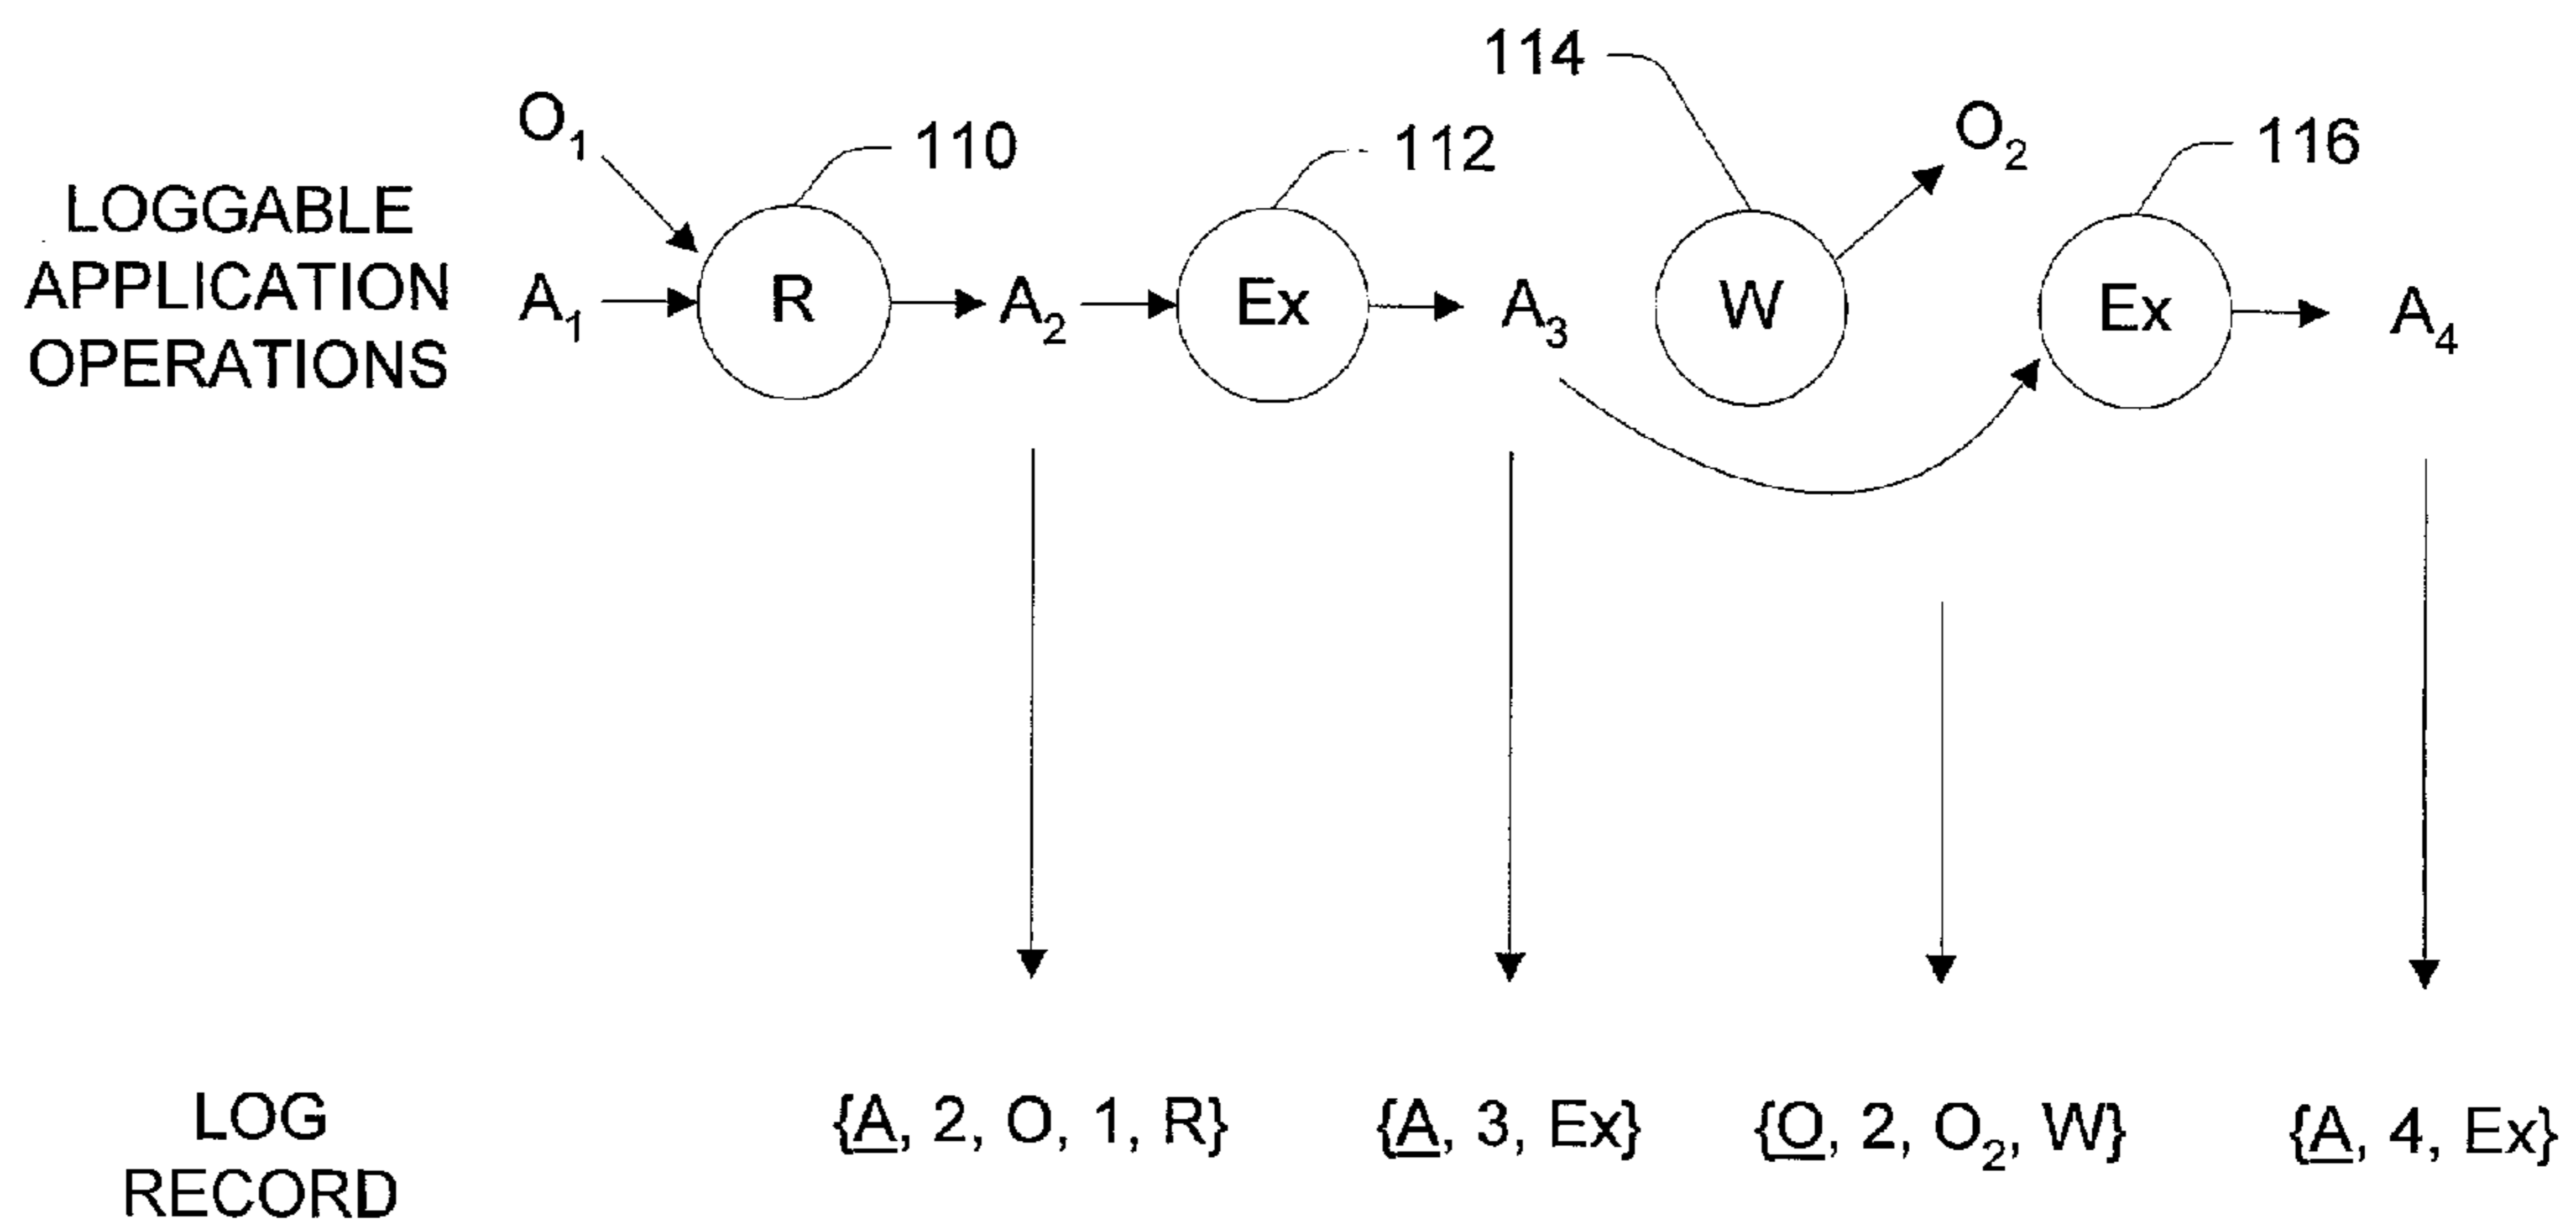 114
O₁
110
112
O₂
116
LOGGABLE
APPLICATION
OPERATIONS
A₁
R
A₂
Ex
A₃
W
Ex
A₄
LOG
RECORD
{A, 2, O, 1, R}
{A, 3, Ex}
{O, 2, O₂, W}
{A, 4, Ex}